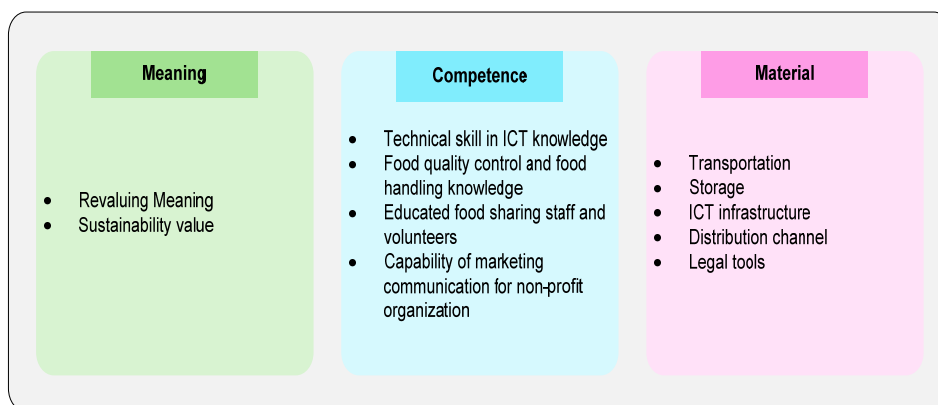 Meaning
• Revaluing Meaning
• Sustainability value
Competence
• Technical skill in ICT knowledge
• Food quality control and food
handling knowledge
• Educated food sharing staff and
volunteers
• Capability of marketing
communication for non-profit
organization
Material
• Transportation
• Storage
• ICT infrastructure
• Distribution channel
• Legal tools